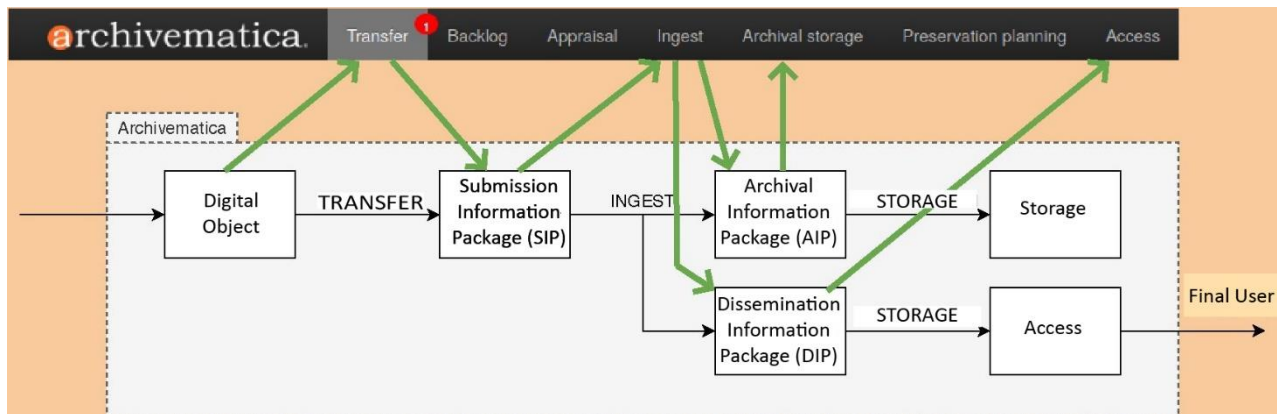 archivematica. Transfer 1 Backlog Appraisal Ingest Archival storage Preservation planning Access
Archivematica
Digital
Object
TRANSFER
Submission
Information
Package (SIP)
INGEST
Archival
Information
Package (AIP)
STORAGE
Storage
Dissemination
Information
Package (DIP)
STORAGE
Access
Final User